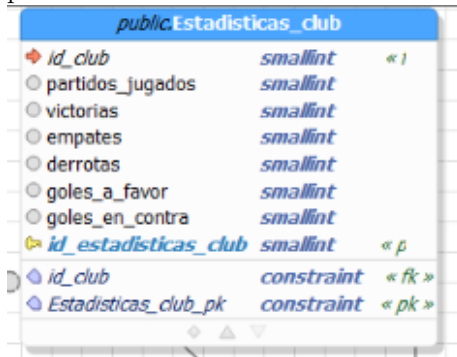 public.Estadisticas_club
id_club smallint «
partidos_jugados smallint
victorias smallint
empates smallint
derrotas smallint
goles_a_favor smallint
goles_en_contra smallint
id_estadisticas_club smallint « p
id_club constraint « fk »
Estadisticas_club_pk constraint « pk »